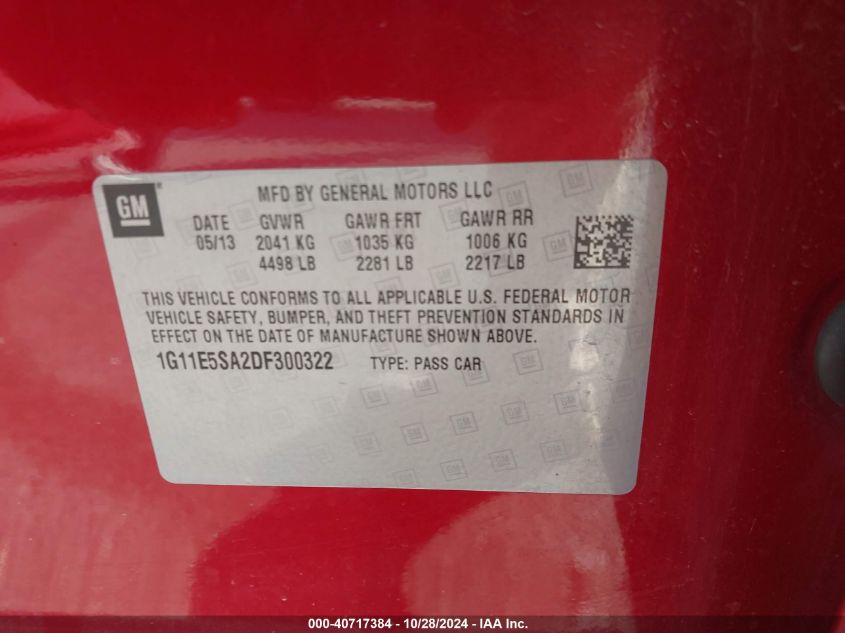 GM
MFD BY GENERAL MOTORS LLC
DATE GVWR GAWR FRT GAWR RR
05/13 2041 KG 1035 KG 1006 KG
4498 LB 2281 LB 2217 LB
THIS VEHICLE CONFORMS TO ALL APPLICABLE U.S. FEDERAL MOTOR
VEHICLE SAFETY, BUMPER, AND THEFT PREVENTION STANDARDS IN
EFFECT ON THE DATE OF MANUFACTURE SHOWN ABOVE.
1G11E5SA2DF300322 TYPE: PASS CAR
000-40717384 - 10/28/2024 - IAA Inc.